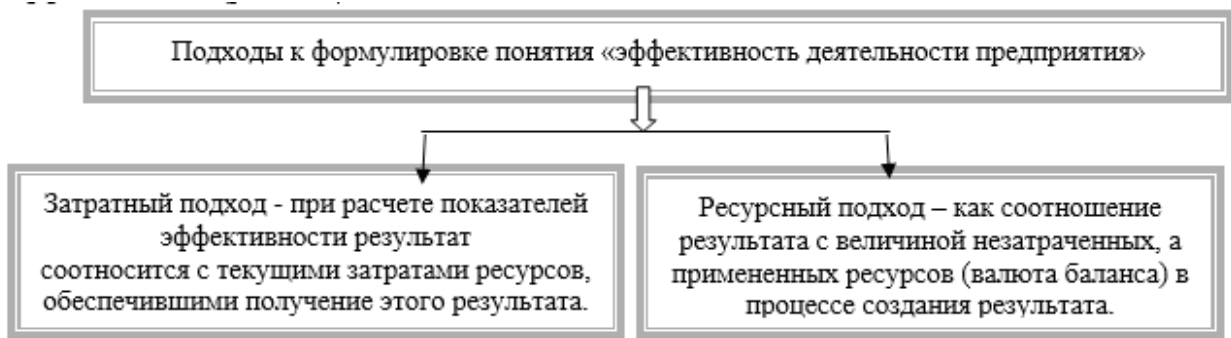 Подходы к формулировке понятия «эффективность деятельности предприятия»
Затратный подход - при расчете показателей
эффективности результат
соотносится с текущими затратами ресурсов,
обеспечившими получение этого результата.
Ресурсный подход – как соотношение
результата с величиной незатраченных, а
примененных ресурсов (валюта баланса) в
процессе создания результата.